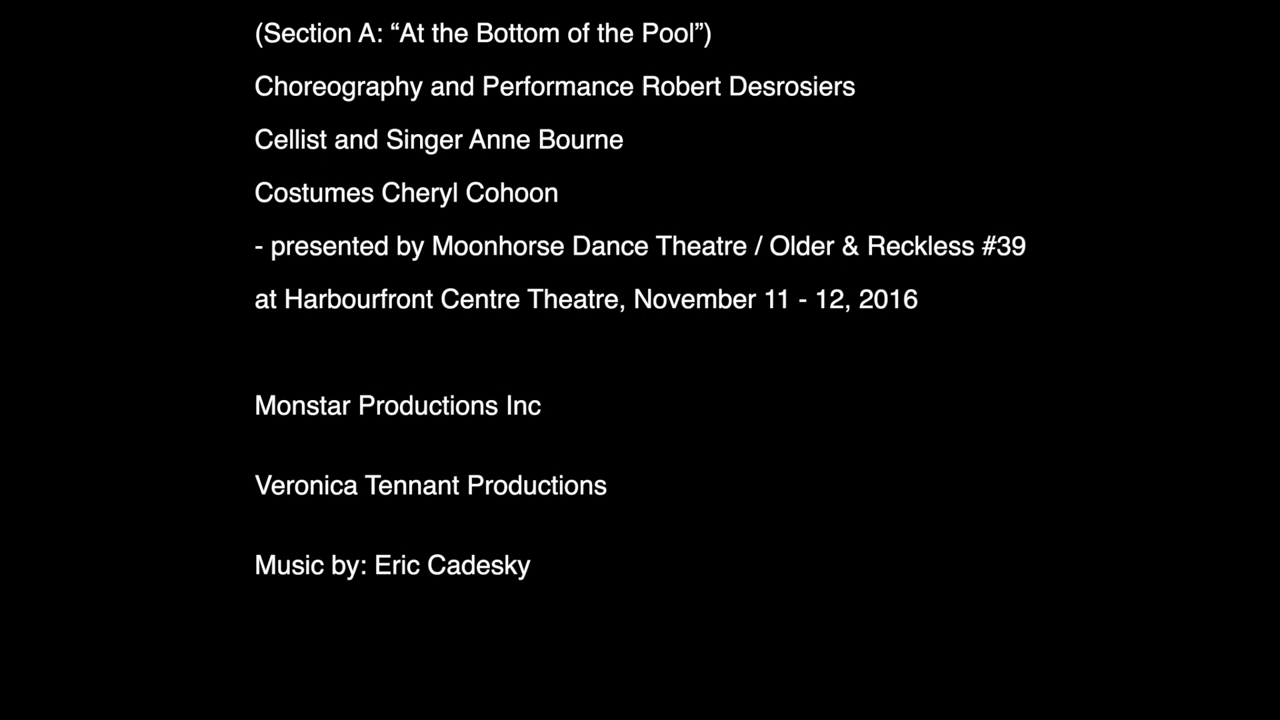 (Section A: “At the Bottom of the Pool”)
Choreography and Performance Robert Desrosiers
Cellist and Singer Anne Bourne
Costumes Cheryl Cohoon
- presented by Moonhorse Dance Theatre / Older & Reckless #39
at Harbourfront Centre Theatre, November 11 - 12, 2016
Monstar Productions Inc
Veronica Tennant Productions
Music by: Eric Cadesky